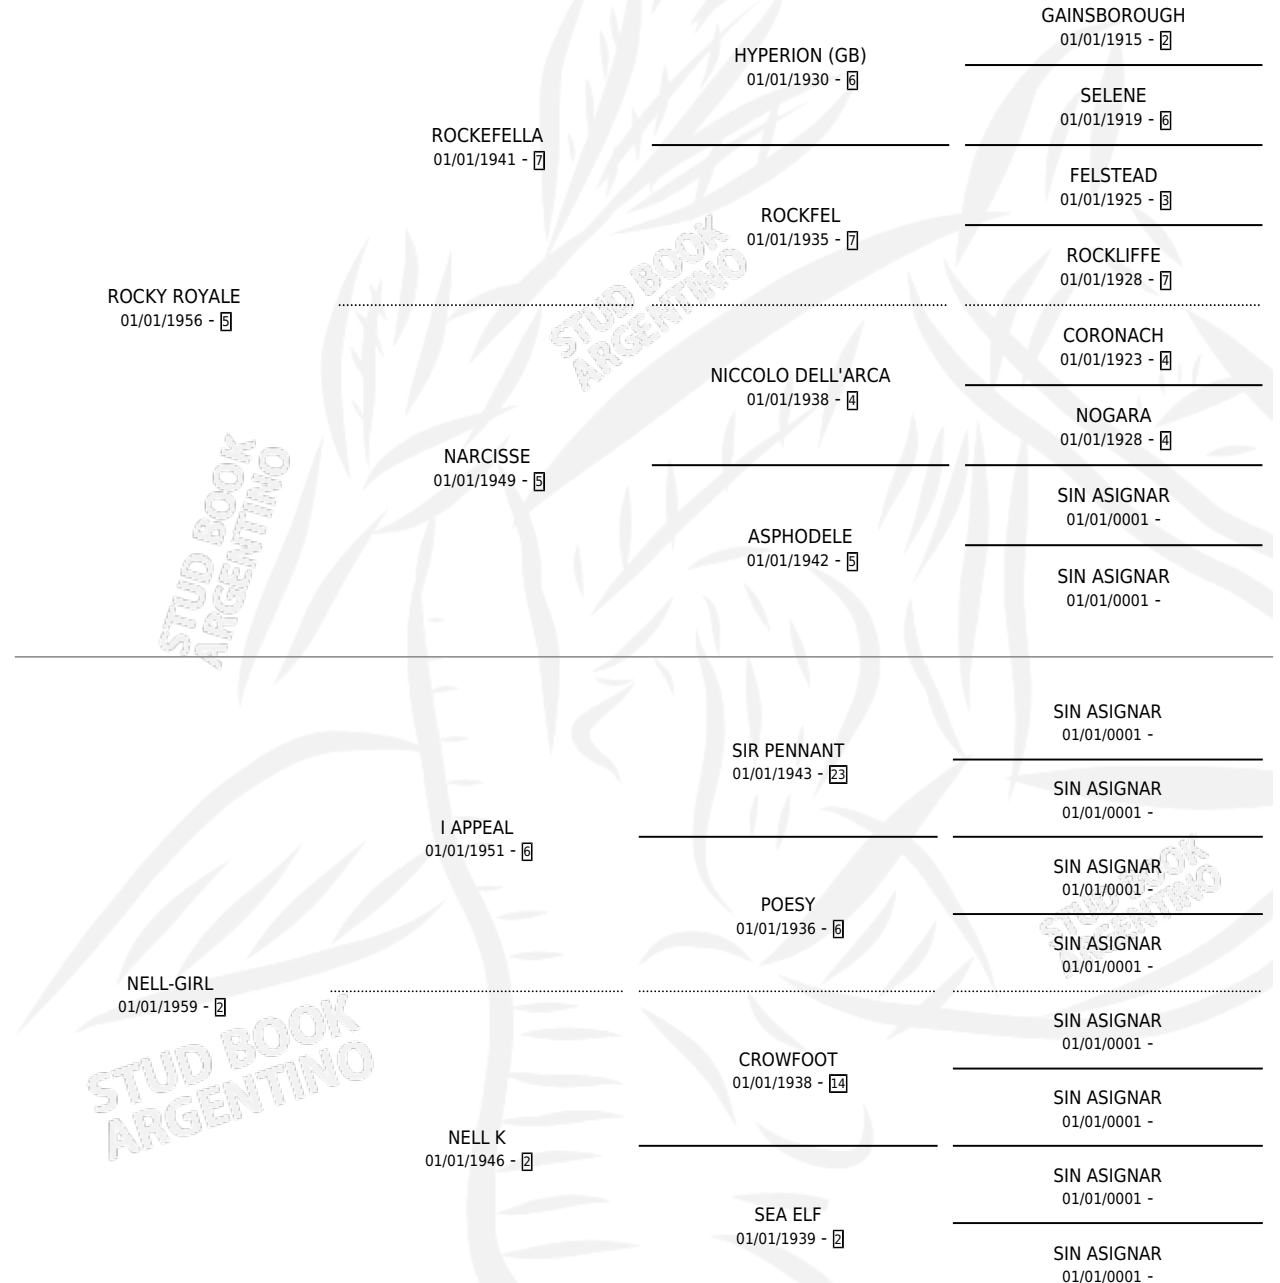 GAINSBOROUGH
01/01/1915 - 2
HYPERION (GB)
01/01/1930 - 6
SELENE
01/01/1919 - 6
ROCKEFELLA
01/01/1941 - 7
FELSTEAD
01/01/1925 - 3
ROCKFEL
01/01/1935 - 7
ROCKLIFFE
01/01/1928 - 7
ROCKY ROYALE
01/01/1956 - 5
CORONACH
01/01/1923 - 4
NICCOLO DELL'ARCA
01/01/1938 - 4
NOGARA
01/01/1928 - 4
NARCISSE
01/01/1949 - 5
SIN ASIGNAR
01/01/0001 -
ASPHODELE
01/01/1942 - 5
SIN ASIGNAR
01/01/0001 -
STUD BOOK
ARGENTINO
STUD BOOK
ARGENTINO
SIN ASIGNAR
01/01/0001 -
SIR PENNANT
01/01/1943 - 23
SIN ASIGNAR
01/01/0001 -
I APPEAL
01/01/1951 - 6
SIN ASIGNAR
01/01/0001 -
POESY
01/01/1936 - 6
SIN ASIGNAR
01/01/0001 -
STUD BOOK
ARGENTINO
NELL-GIRL
01/01/1959 - 2
SIN ASIGNAR
01/01/0001 -
CROWFOOT
01/01/1938 - 14
SIN ASIGNAR
01/01/0001 -
STUD BOOK
ARGENTINO
NELL K
01/01/1946 - 2
SIN ASIGNAR
01/01/0001 -
SEA ELF
01/01/1939 - 2
SIN ASIGNAR
01/01/0001 -